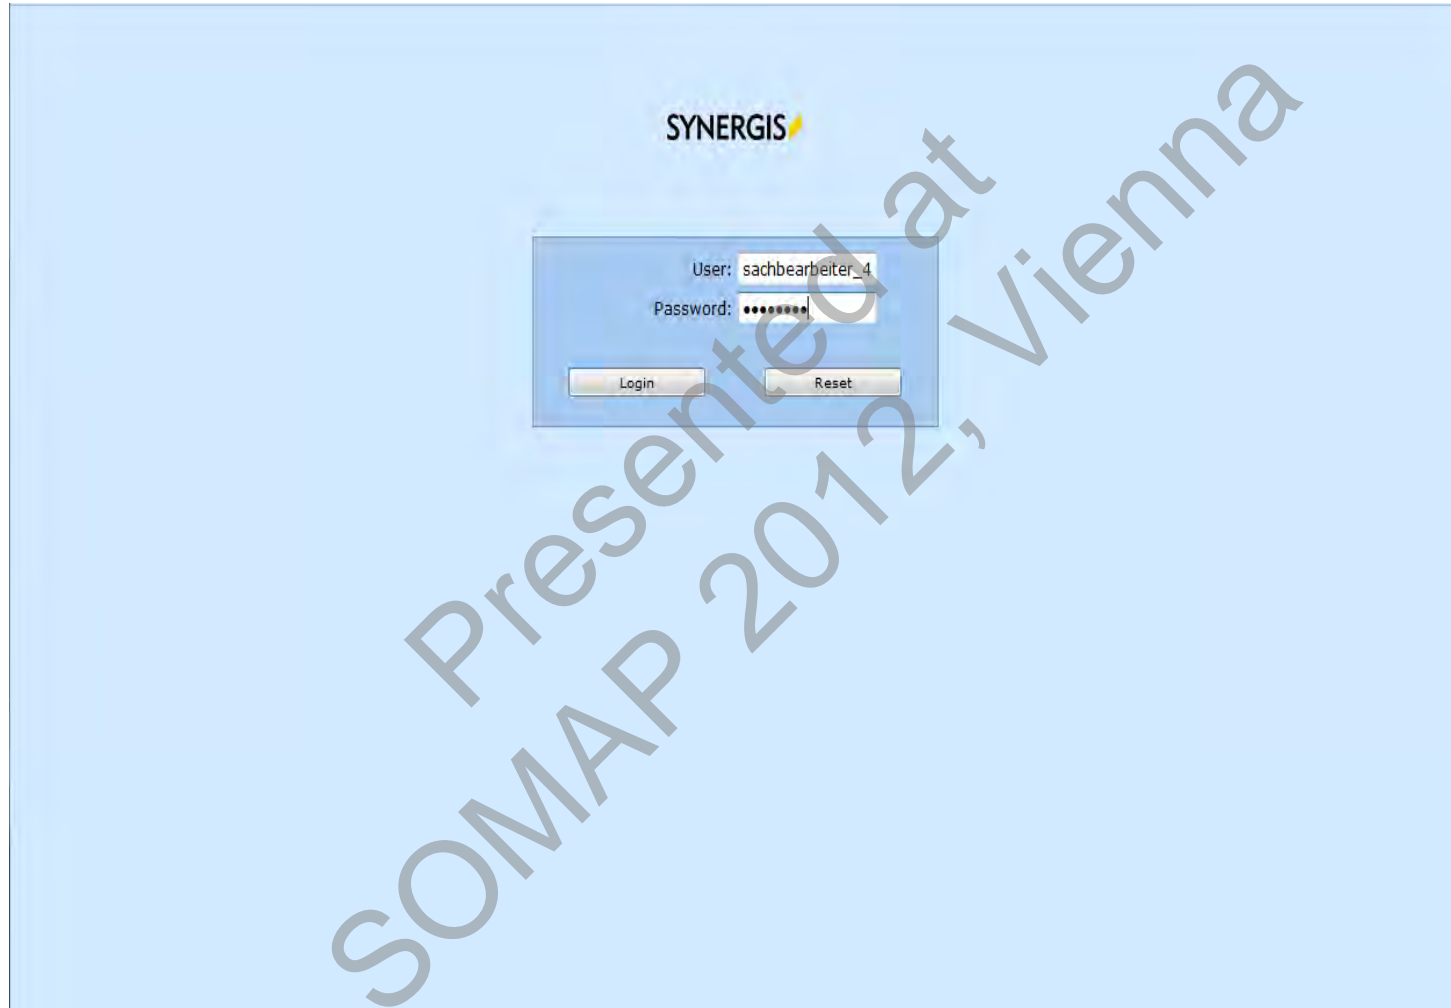 SYNERGIS
User: sachbearbeiter_4
Password: ••••••••
Login Reset
Presented at
SOMAP 2012, Vienna